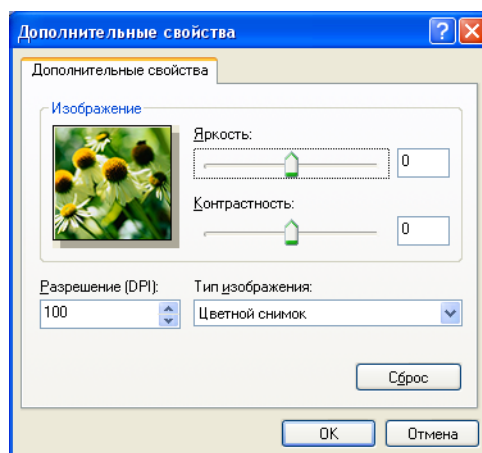 Дополнительные свойства
Дополнительные свойства
Изображение
Яркость:
0
Контрастность:
0
Разрешение (DPI):
100
Тип изображения:
Цветной снимок
Сброс
OK
Отмена